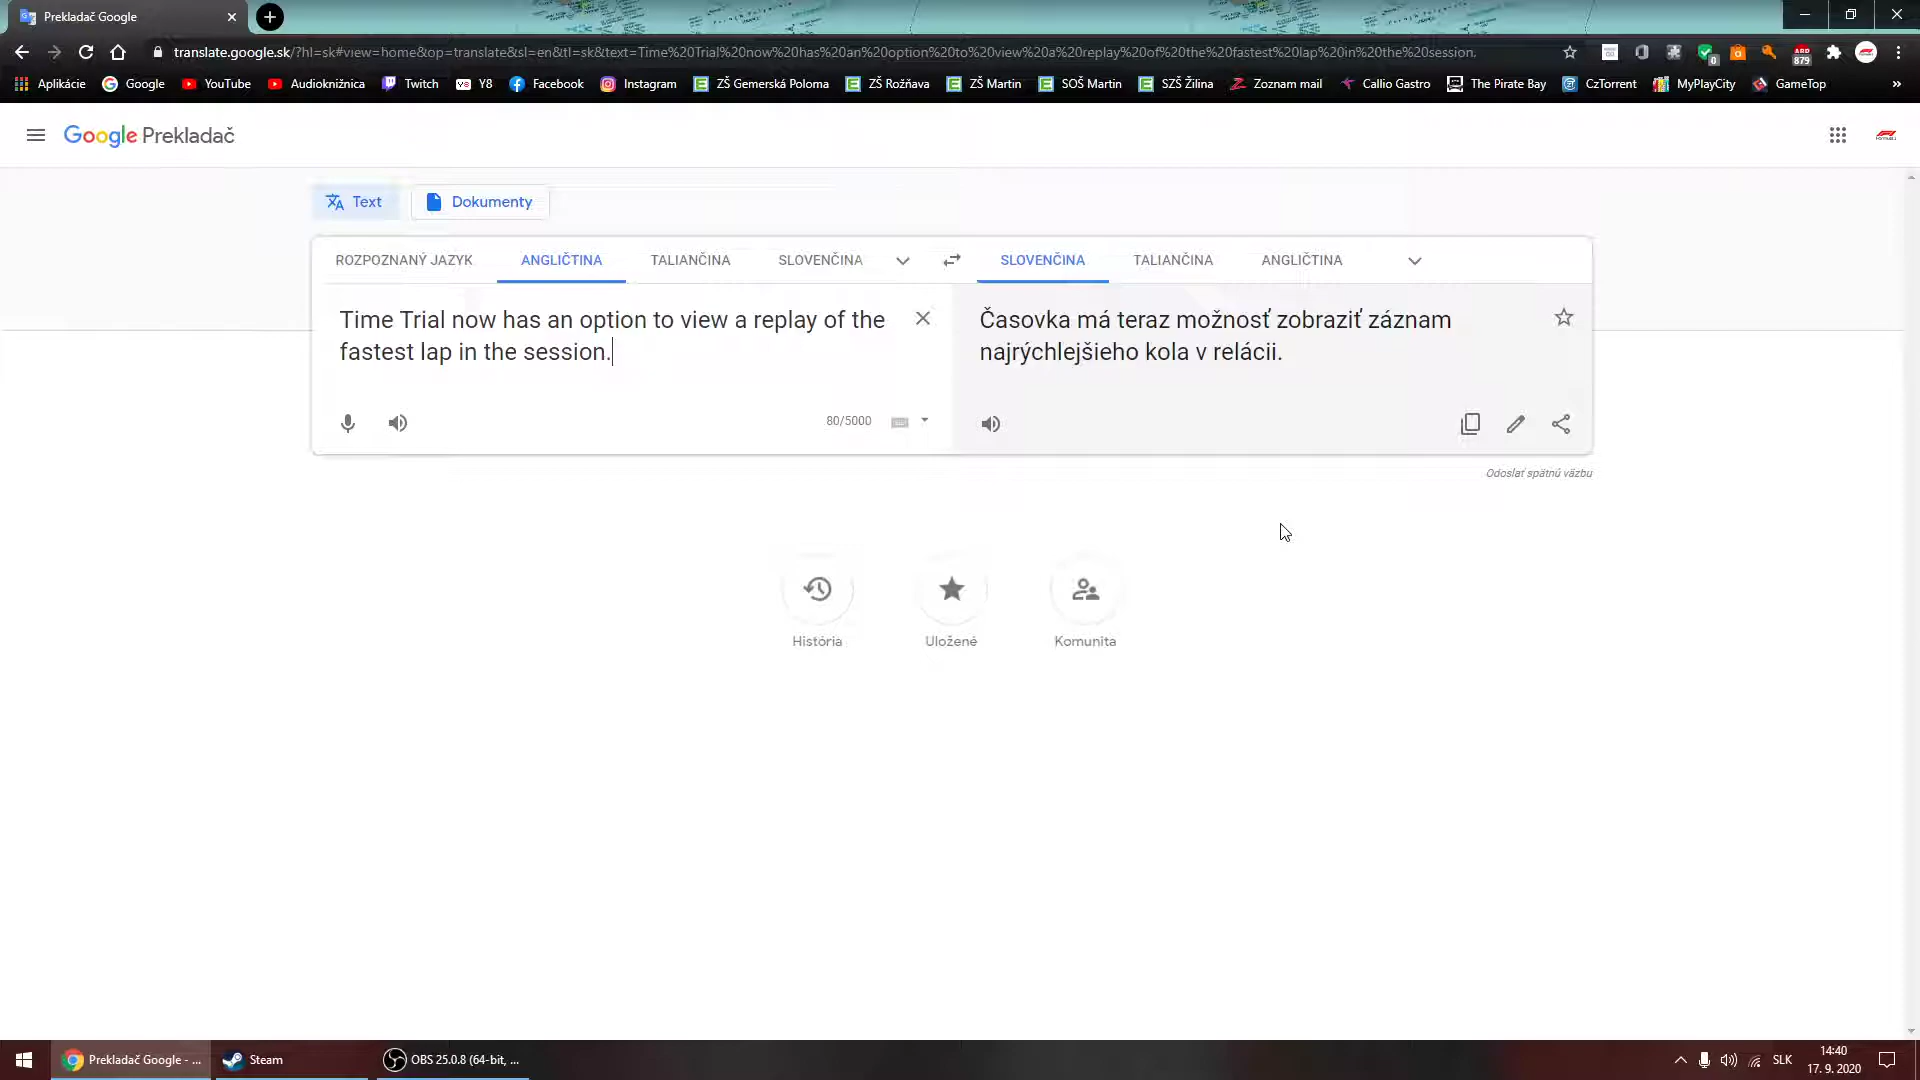 Prekladač Google
translate.google.sk/?hl=sk#view=home&op=translate&sl=en&tl=sk&text=Time%20Trial%20now%20has%20an%20option%20to%20view%20a%20replay%20of%20the%20fastest%20lap%20in%20the%20session.
879
0
Aplikácie Google YouTube Audioknižnica Twitch Y8 Facebook Instagram ZŠ Gemerská Poloma ZŠ Rožňava ZŠ Martin SOŠ Martin SZŠ Žilina Zoznam mail Callio Gastro The Pirate Bay CzTorrent MyPlayCity GameTop »
Google Prekladač
Text Dokumenty
ROZPOZNANÝ JAZYK ANGLIČTINA TALIANČINA SLOVENČINA SLOVENČINA TALIANČINA ANGLIČTINA
Time Trial now has an option to view a replay of the
fastest lap in the session.
Časovka má teraz možnosť zobraziť záznam
najrýchlejšieho kola v relácii.
80/5000
Odoslať spätnú väzbu
História Uložené Komunita
Prekladač Google - ... Steam OBS 25.0.8 (64-bit, ... SLK 14:40
17. 9. 2020